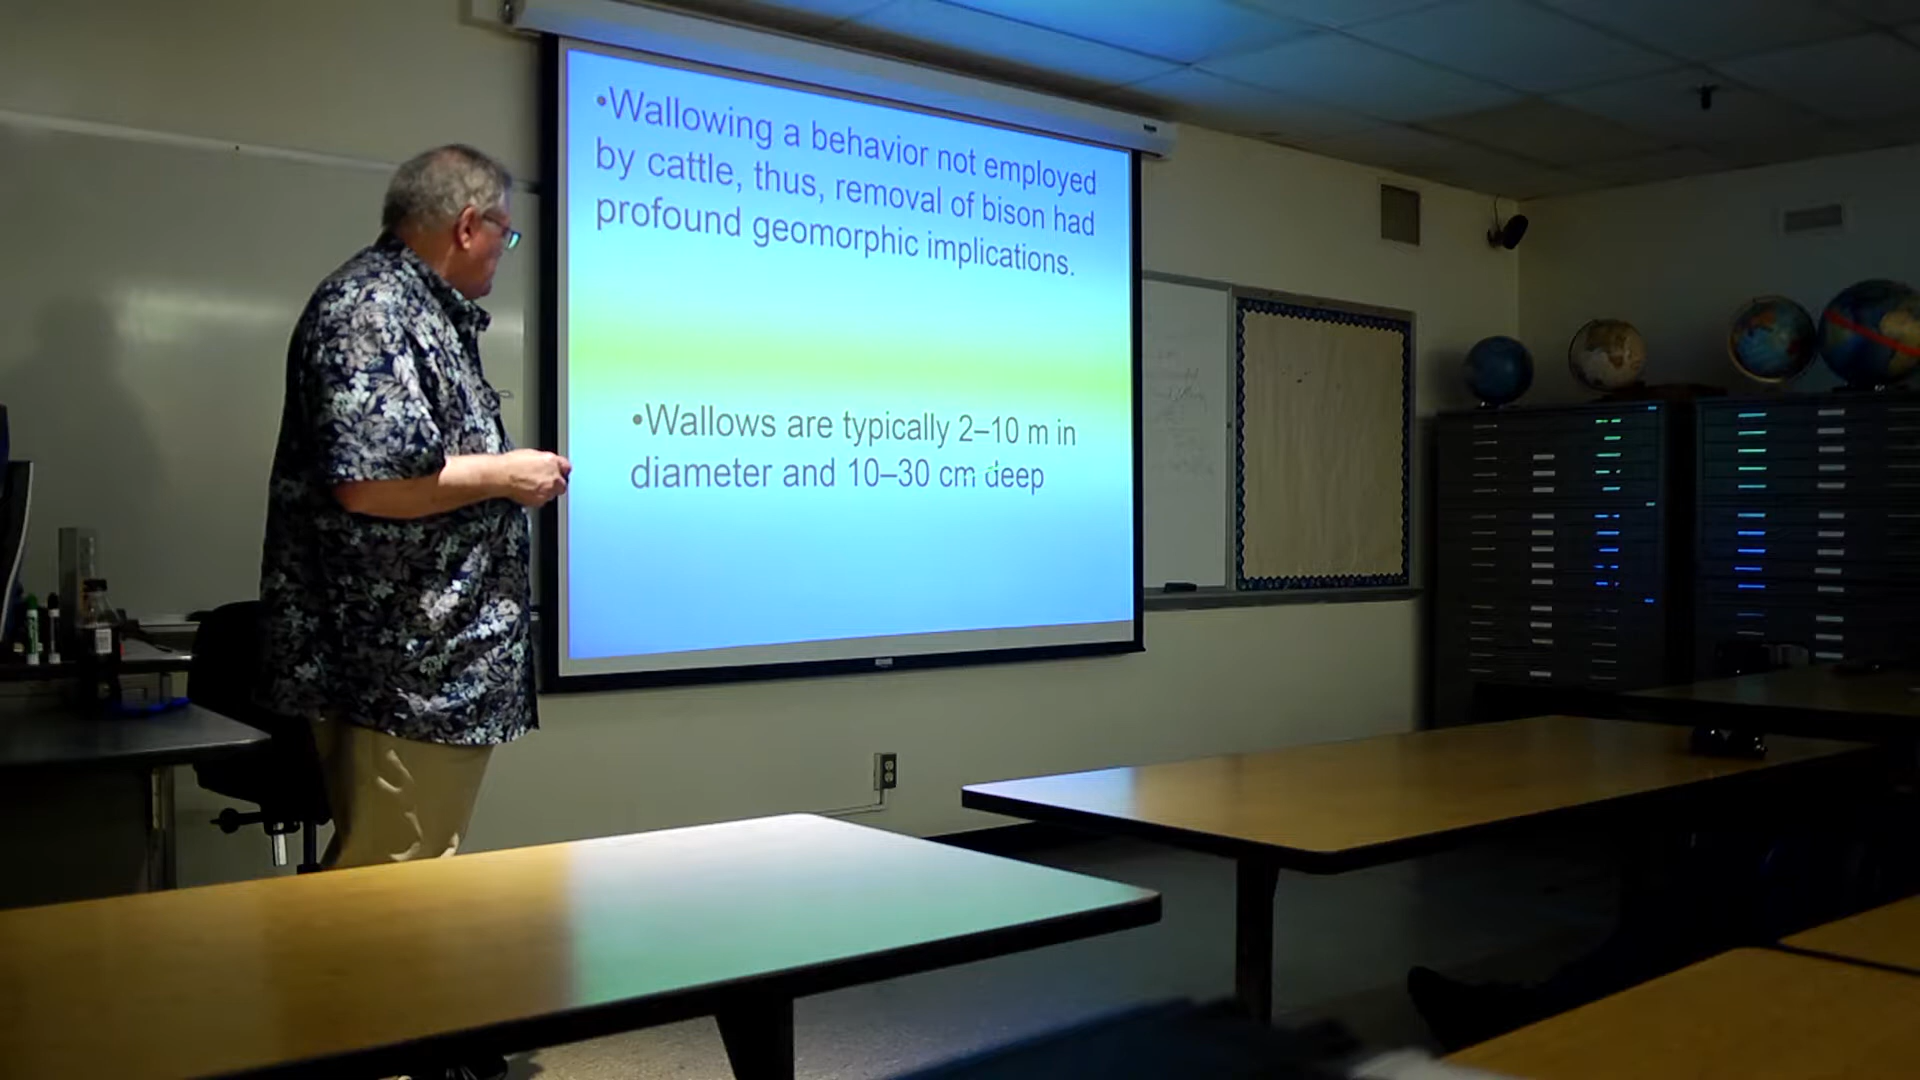 •Wallowing a behavior not employed
by cattle, thus, removal of bison had
profound geomorphic implications.
•Wallows are typically 2–10 m in
diameter and 10–30 cm deep